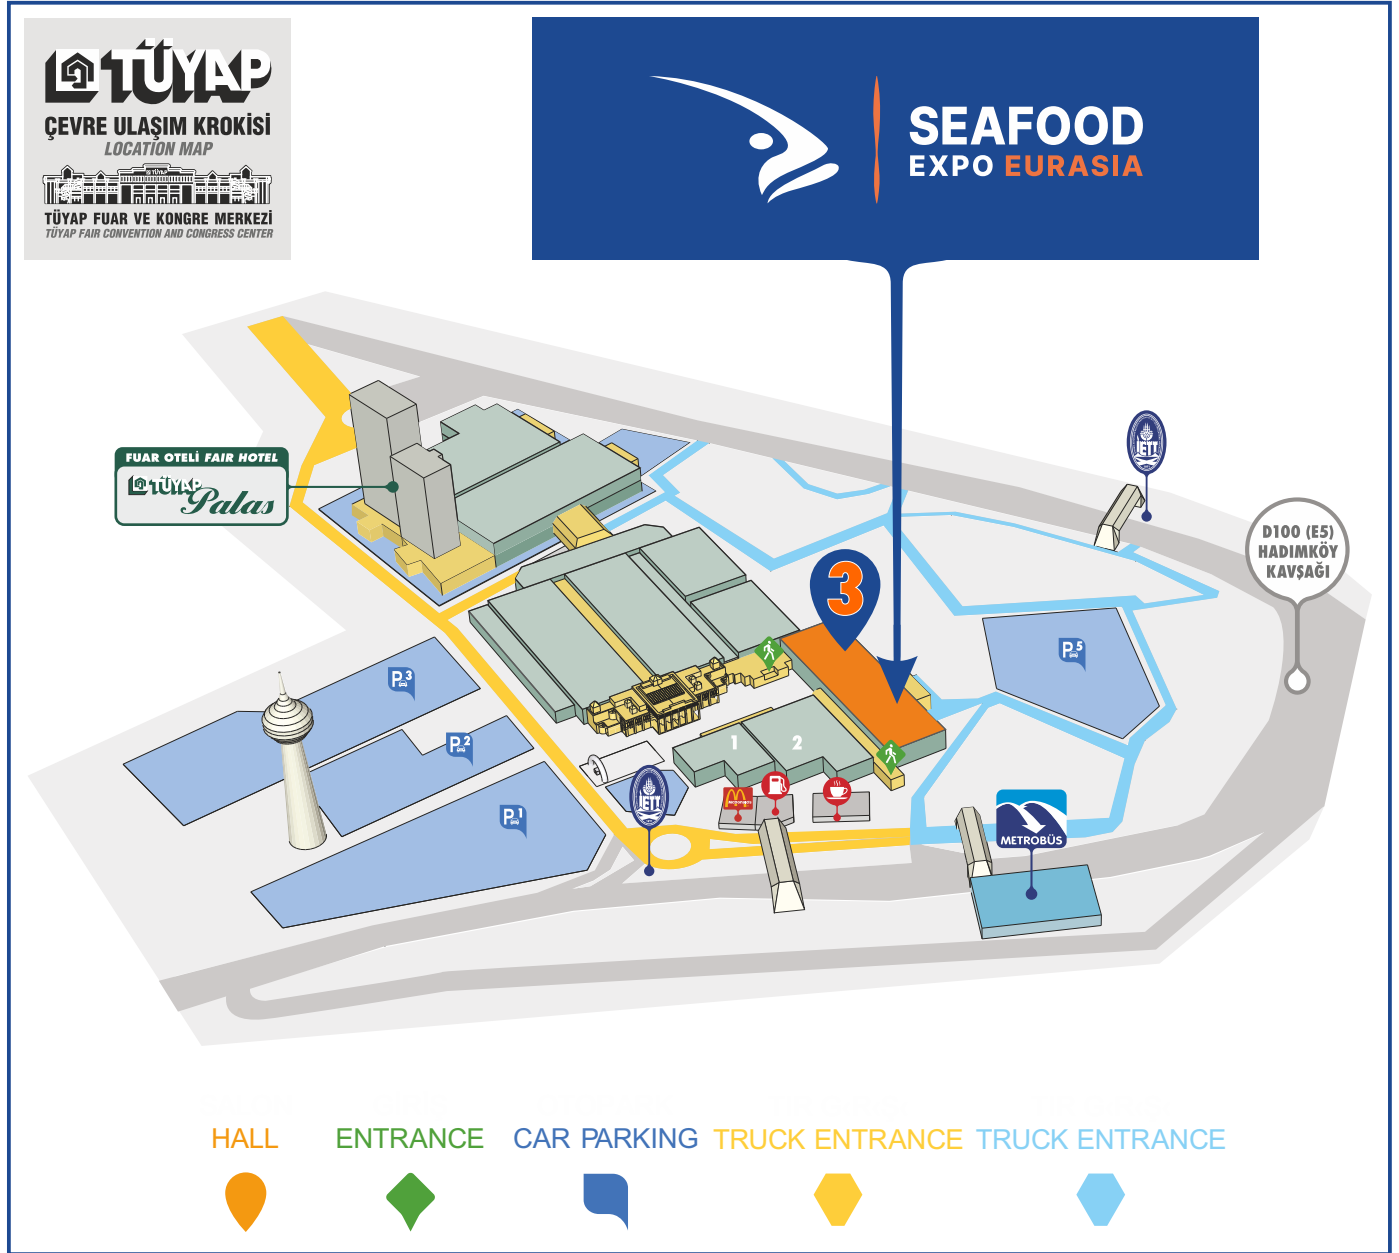 TÜYAP
ÇEVRE ULAŞIM KROKİSİ
LOCATION MAP
TÜYAP
TÜYAP FUAR VE KONGRE MERKEZİ
TÜYAP FAIR CONVENTION AND CONGRESS CENTER
SEAFOOD
EXPO EURASIA
FUAR OTELİ FAIR HOTEL
TÜYAP
Palas
İETT
D100 (E5)
HADIMKÖY
KAVŞAĞI
3
P5
P3
P2
P1
1
2
McDonald's
İETT
METROBÜS
HALL
ENTRANCE
CAR PARKING
TRUCK ENTRANCE
TRUCK ENTRANCE